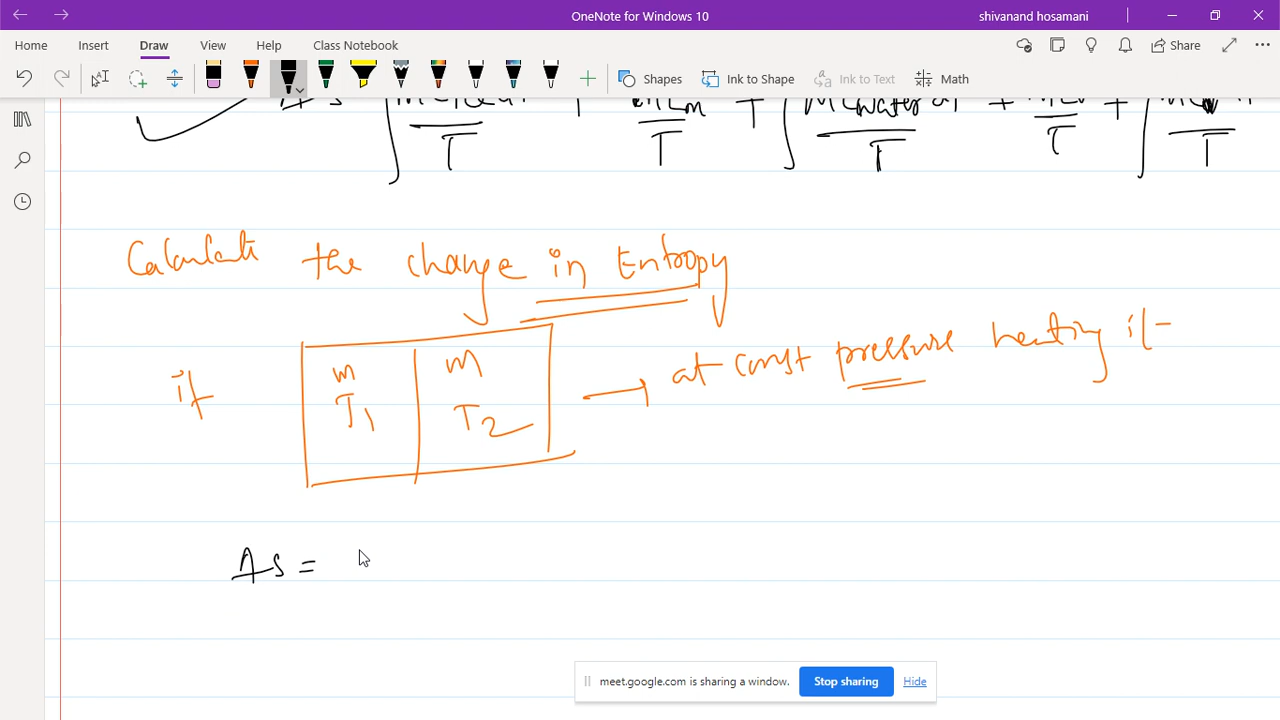 OneNote for Windows 10
shivanand hosamani
Home Insert Draw View Help Class Notebook
Share
Shapes Ink to Shape Ink to Text Math
T T T T T
Calculate the change in Entropy
if
m m
T1 T2
→ at const pressure heating it
ΔS =
meet.google.com is sharing a window. Stop sharing Hide